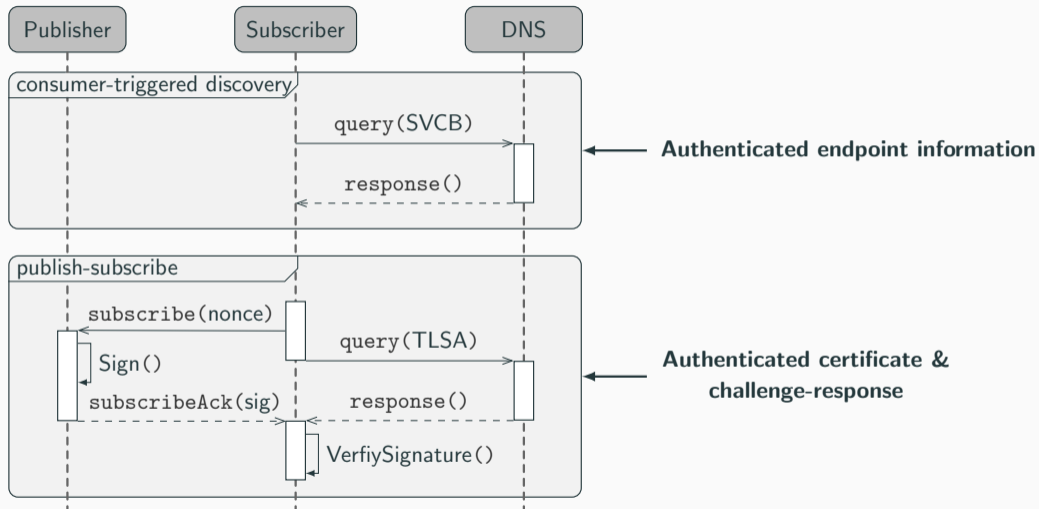 Publisher
Subscriber
DNS
consumer-triggered discovery
query(SVCB)
Authenticated endpoint information
response()
publish-subscribe
subscribe(nonce)
query(TLSA)
Sign()
Authenticated certificate &
challenge-response
subscribeAck(sig)
response()
VerfiySignature()